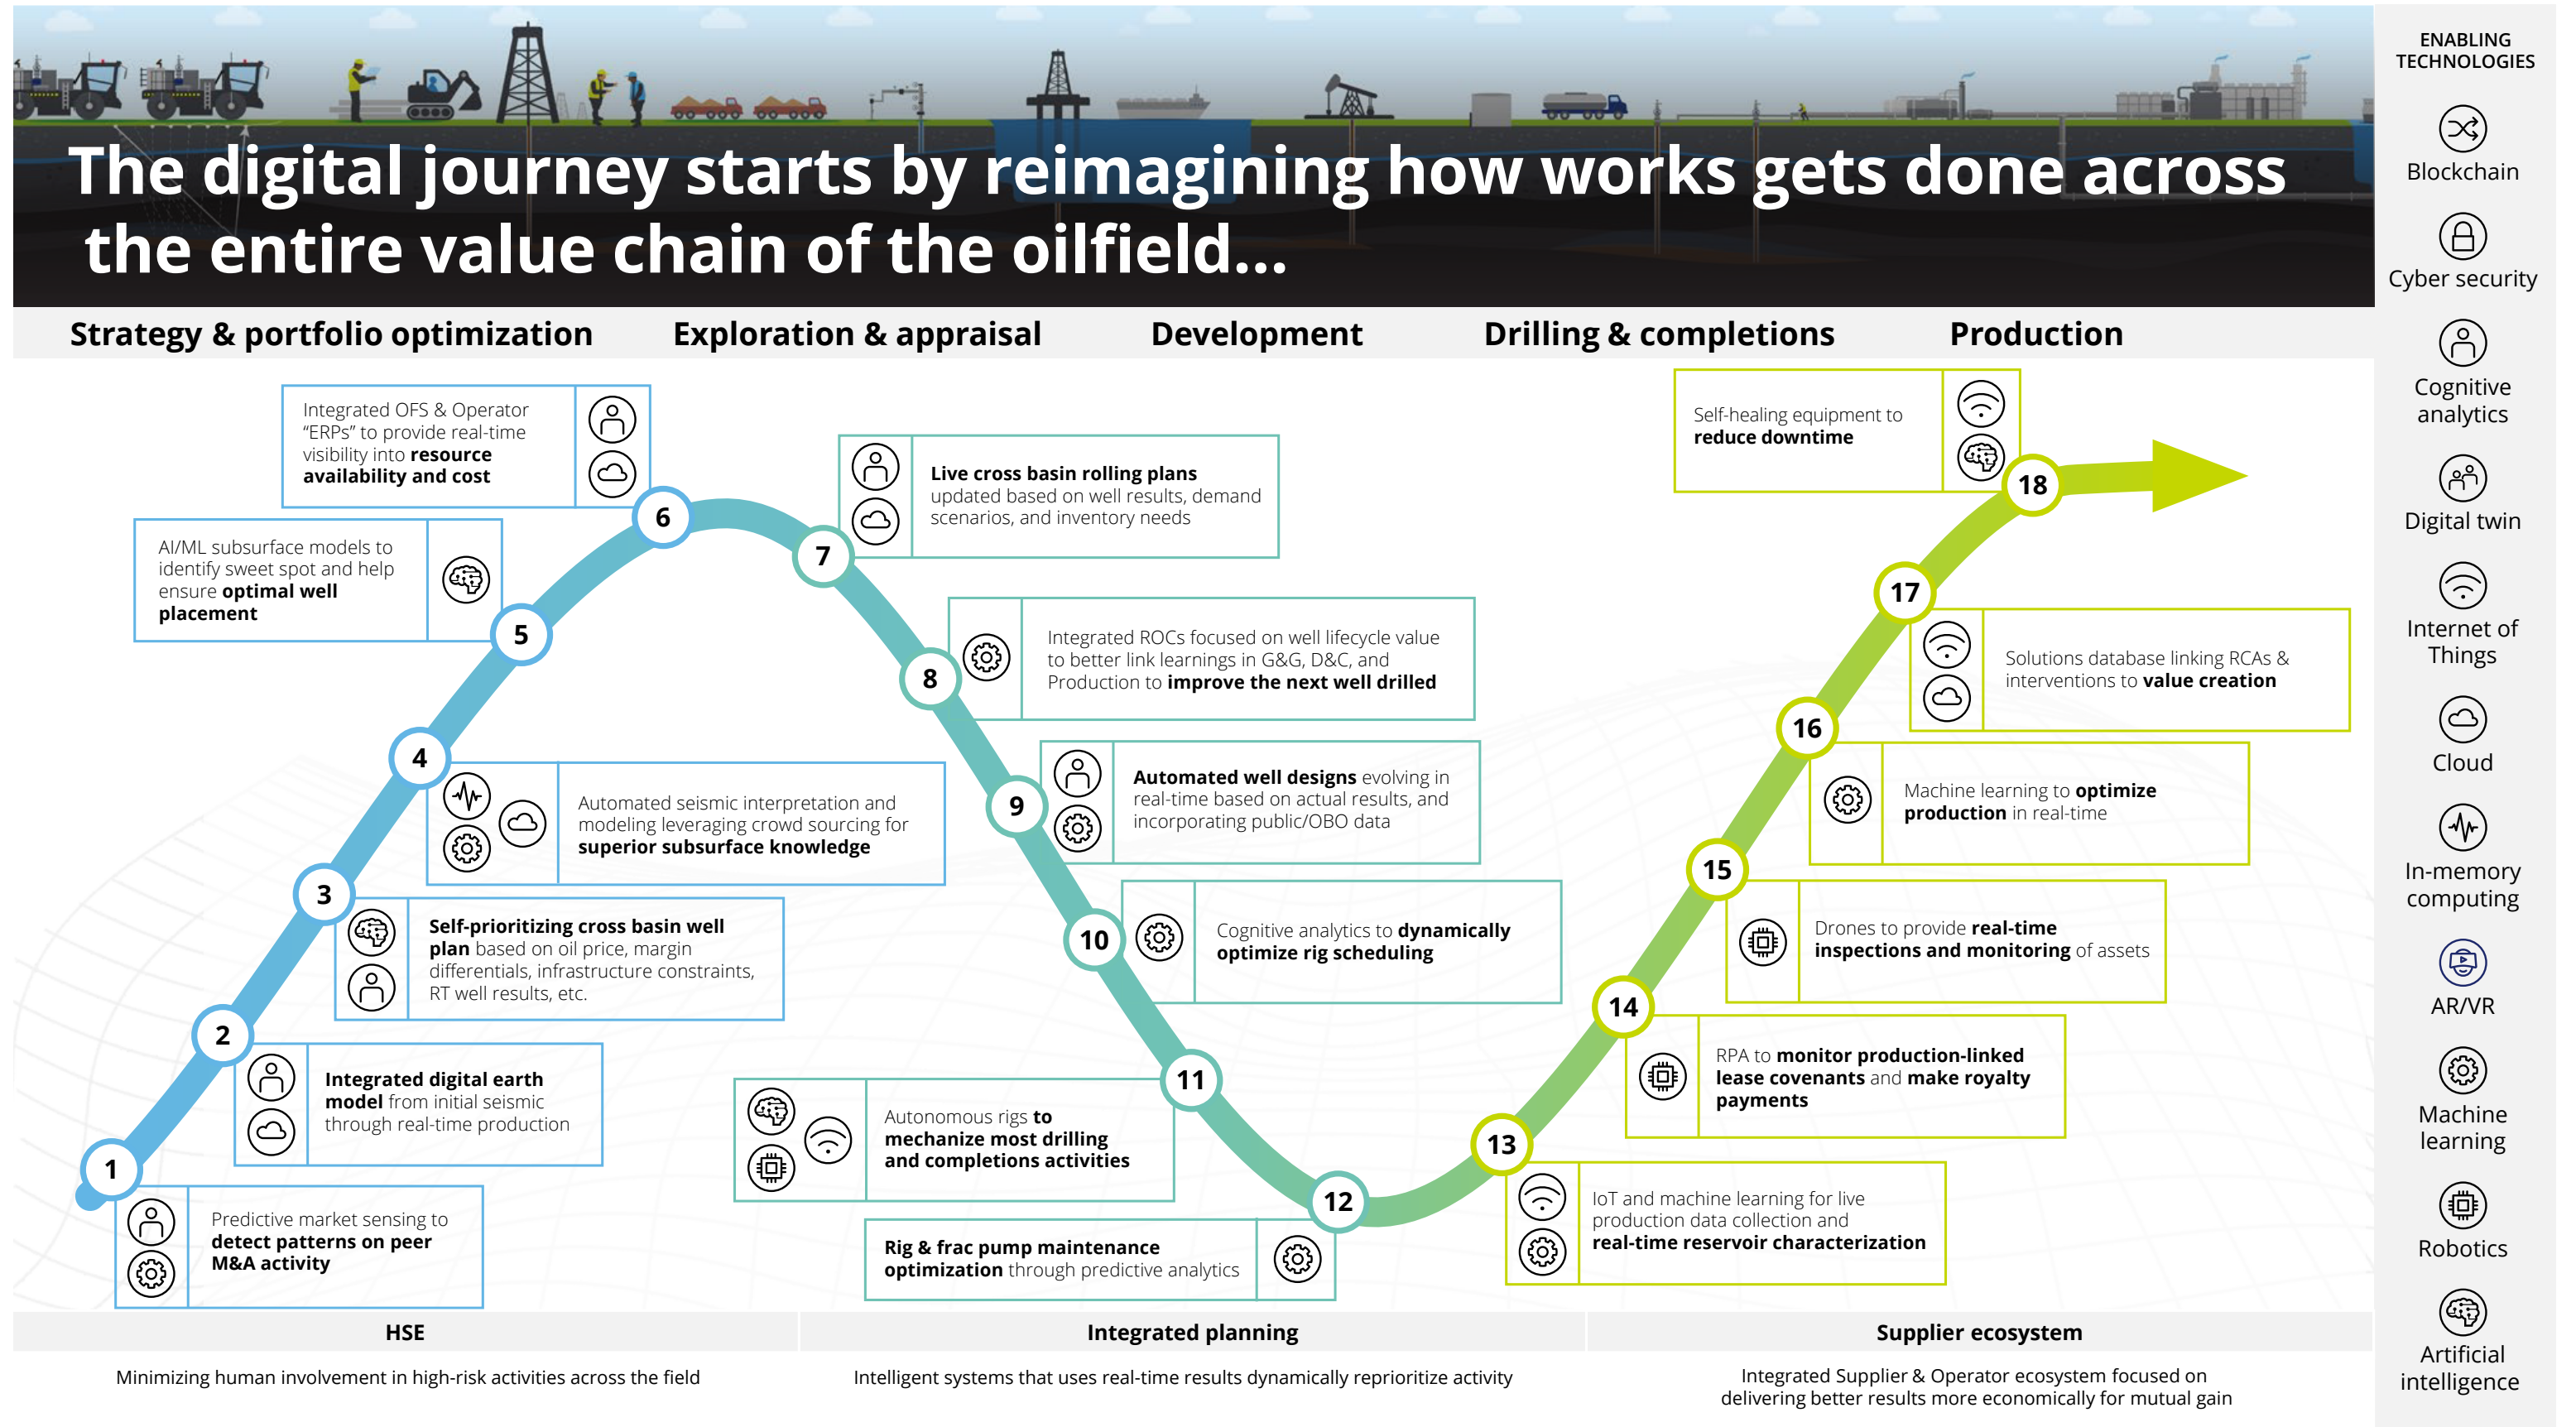 The digital journey starts by reimagining how works gets done across
the entire value chain of the oilfield...
Strategy & portfolio optimization
Exploration & appraisal
Development
Drilling & completions
Production
1
Predictive market sensing to
detect patterns on peer
M&A activity
2
Integrated digital earth
model from initial seismic
through real-time production
3
Self-prioritizing cross basin well
plan based on oil price, margin
differentials, infrastructure constraints,
RT well results, etc.
4
Automated seismic interpretation and
modeling leveraging crowd sourcing for
superior subsurface knowledge
5
AI/ML subsurface models to
identify sweet spot and help
ensure optimal well
placement
6
Integrated OFS & Operator
“ERPs” to provide real-time
visibility into resource
availability and cost
7
Live cross basin rolling plans
updated based on well results, demand
scenarios, and inventory needs
8
Integrated ROCs focused on well lifecycle value
to better link learnings in G&G, D&C, and
Production to improve the next well drilled
9
Automated well designs evolving in
real-time based on actual results, and
incorporating public/OBO data
10
Cognitive analytics to dynamically
optimize rig scheduling
11
Autonomous rigs to
mechanize most drilling
and completions activities
12
Rig & frac pump maintenance
optimization through predictive analytics
13
IoT and machine learning for live
production data collection and
real-time reservoir characterization
14
RPA to monitor production-linked
lease covenants and make royalty
payments
15
Drones to provide real-time
inspections and monitoring of assets
16
Machine learning to optimize
production in real-time
17
Solutions database linking RCAs &
interventions to value creation
18
Self-healing equipment to
reduce downtime
HSE
Minimizing human involvement in high-risk activities across the field
Integrated planning
Intelligent systems that uses real-time results dynamically reprioritize activity
Supplier ecosystem
Integrated Supplier & Operator ecosystem focused on
delivering better results more economically for mutual gain
ENABLING
TECHNOLOGIES
Blockchain
Cyber security
Cognitive
analytics
Digital twin
Internet of
Things
Cloud
In-memory
computing
AR/VR
Machine
learning
Robotics
Artificial
intelligence